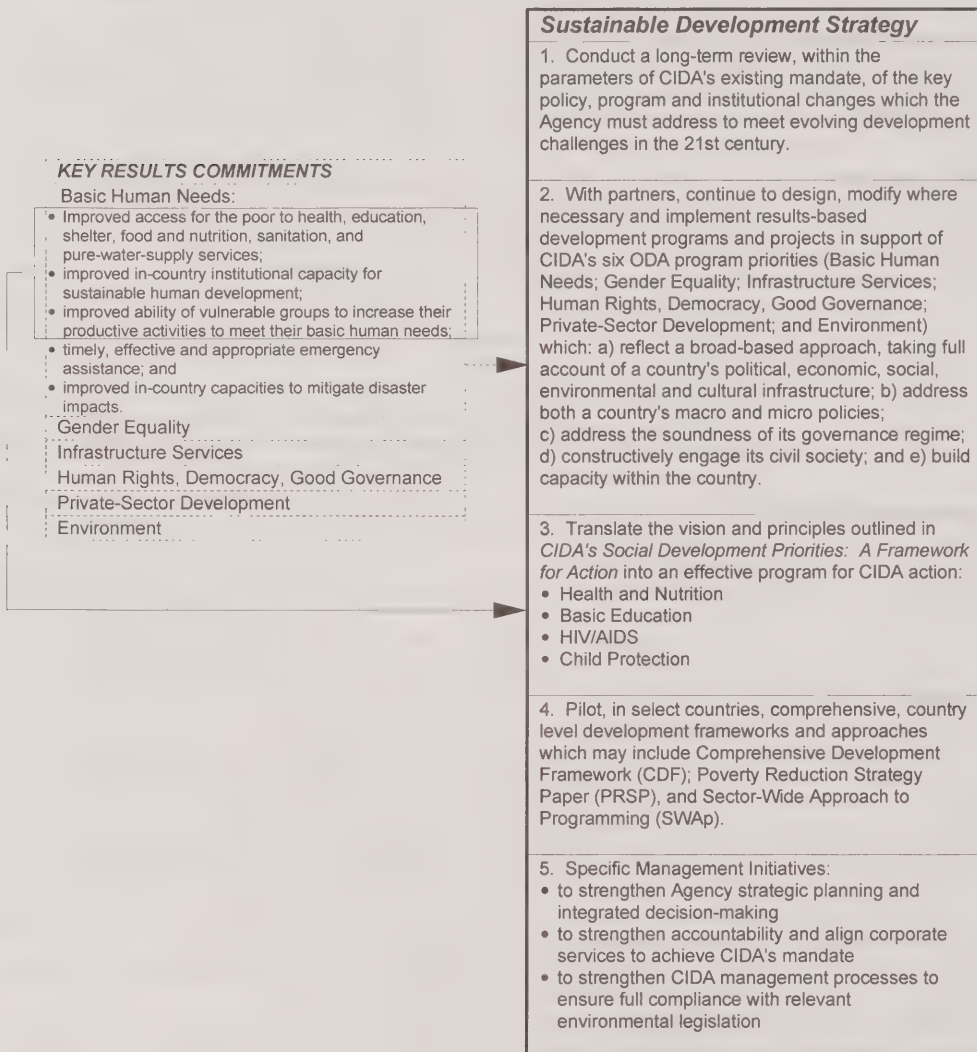 KEY RESULTS COMMITMENTS
Basic Human Needs:
• Improved access for the poor to health, education,
shelter, food and nutrition, sanitation, and
pure-water-supply services;
• improved in-country institutional capacity for
sustainable human development;
• improved ability of vulnerable groups to increase their
productive activities to meet their basic human needs;
• timely, effective and appropriate emergency
assistance; and
• improved in-country capacities to mitigate disaster
impacts.
Gender Equality
Infrastructure Services
Human Rights, Democracy, Good Governance
Private-Sector Development
Environment
Sustainable Development Strategy
1. Conduct a long-term review, within the
parameters of CIDA's existing mandate, of the key
policy, program and institutional changes which the
Agency must address to meet evolving development
challenges in the 21st century.
2. With partners, continue to design, modify where
necessary and implement results-based
development programs and projects in support of
CIDA's six ODA program priorities (Basic Human
Needs; Gender Equality; Infrastructure Services;
Human Rights, Democracy, Good Governance;
Private-Sector Development; and Environment)
which: a) reflect a broad-based approach, taking full
account of a country's political, economic, social,
environmental and cultural infrastructure; b) address
both a country's macro and micro policies;
c) address the soundness of its governance regime;
d) constructively engage its civil society; and e) build
capacity within the country.
3. Translate the vision and principles outlined in
CIDA's Social Development Priorities: A Framework
for Action into an effective program for CIDA action:
• Health and Nutrition
• Basic Education
• HIV/AIDS
• Child Protection
4. Pilot, in select countries, comprehensive, country
level development frameworks and approaches
which may include Comprehensive Development
Framework (CDF); Poverty Reduction Strategy
Paper (PRSP), and Sector-Wide Approach to
Programming (SWAp).
5. Specific Management Initiatives:
• to strengthen Agency strategic planning and
integrated decision-making
• to strengthen accountability and align corporate
services to achieve CIDA's mandate
• to strengthen CIDA management processes to
ensure full compliance with relevant
environmental legislation